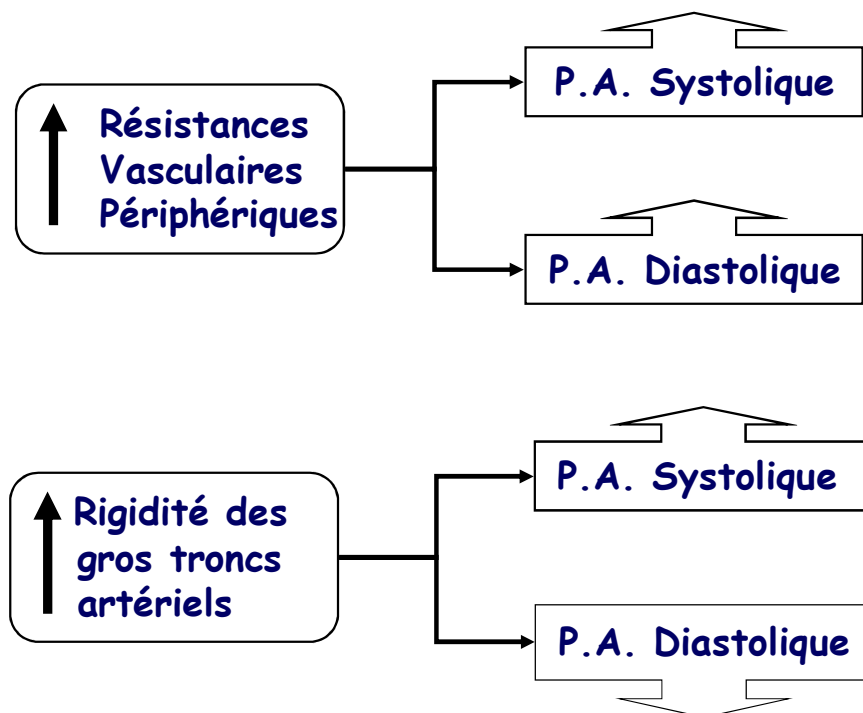 Résistances
Vasculaires
Périphériques
P.A. Systolique
P.A. Diastolique
Rigidité des
gros troncs
artériels
P.A. Systolique
P.A. Diastolique